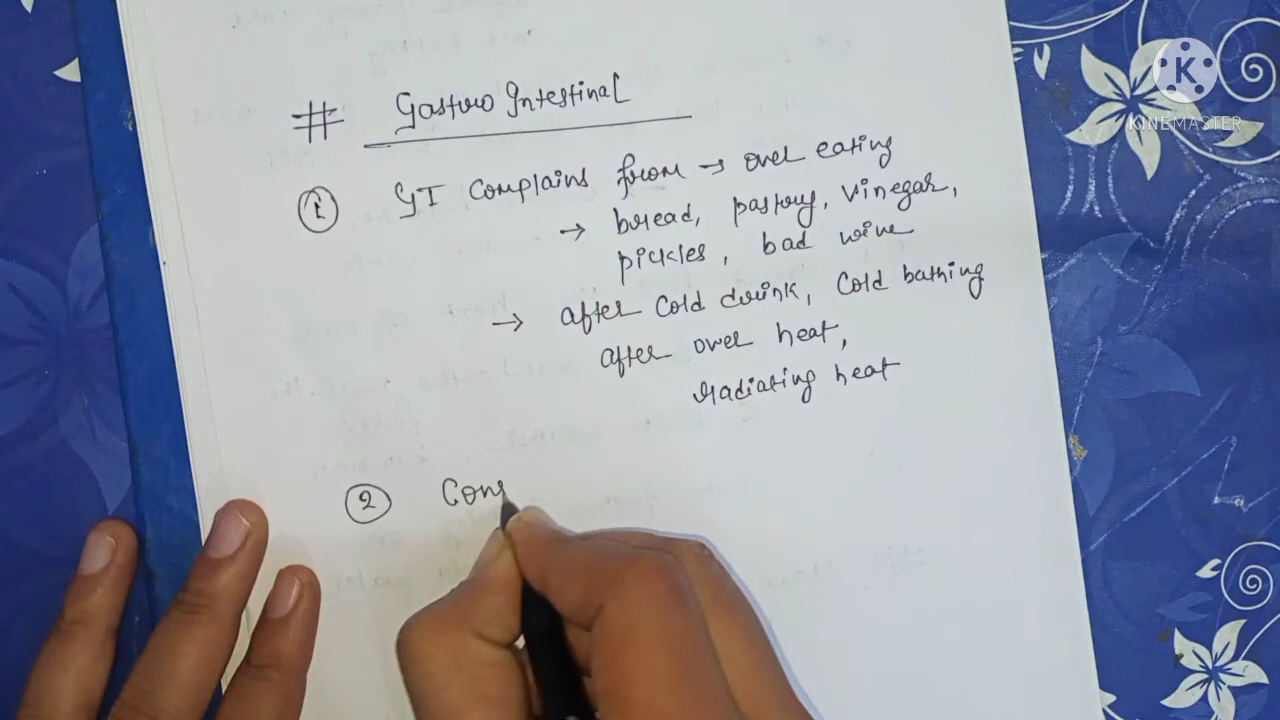 # Gastro Intestinal
① GI Complains from → over eating
→ bread, pastry, vinegar,
pickles, bad wine
→ after cold drink, cold bathing
after over heat,
radiating heat
② Cons
K
KINEMASTER